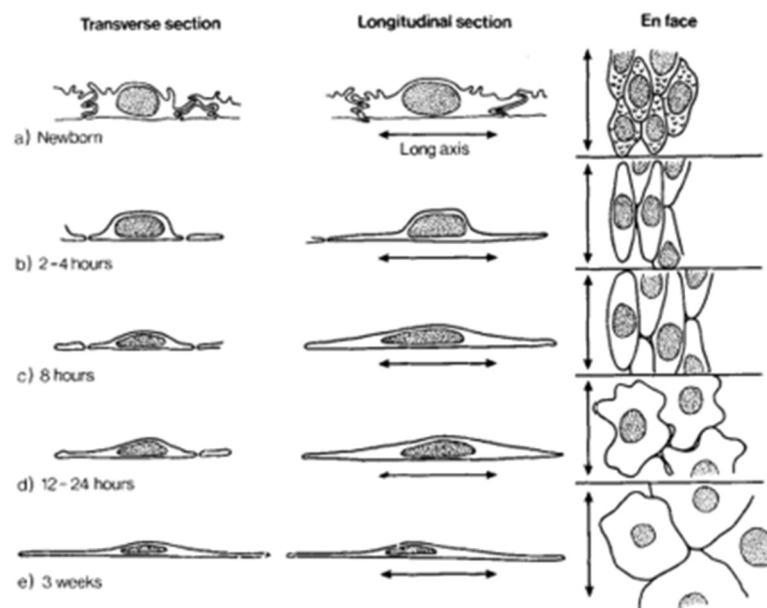 Transverse section
Longitudinal section
En face
a) Newborn
Long axis
b) 2-4 hours
c) 8 hours
d) 12-24 hours
e) 3 weeks